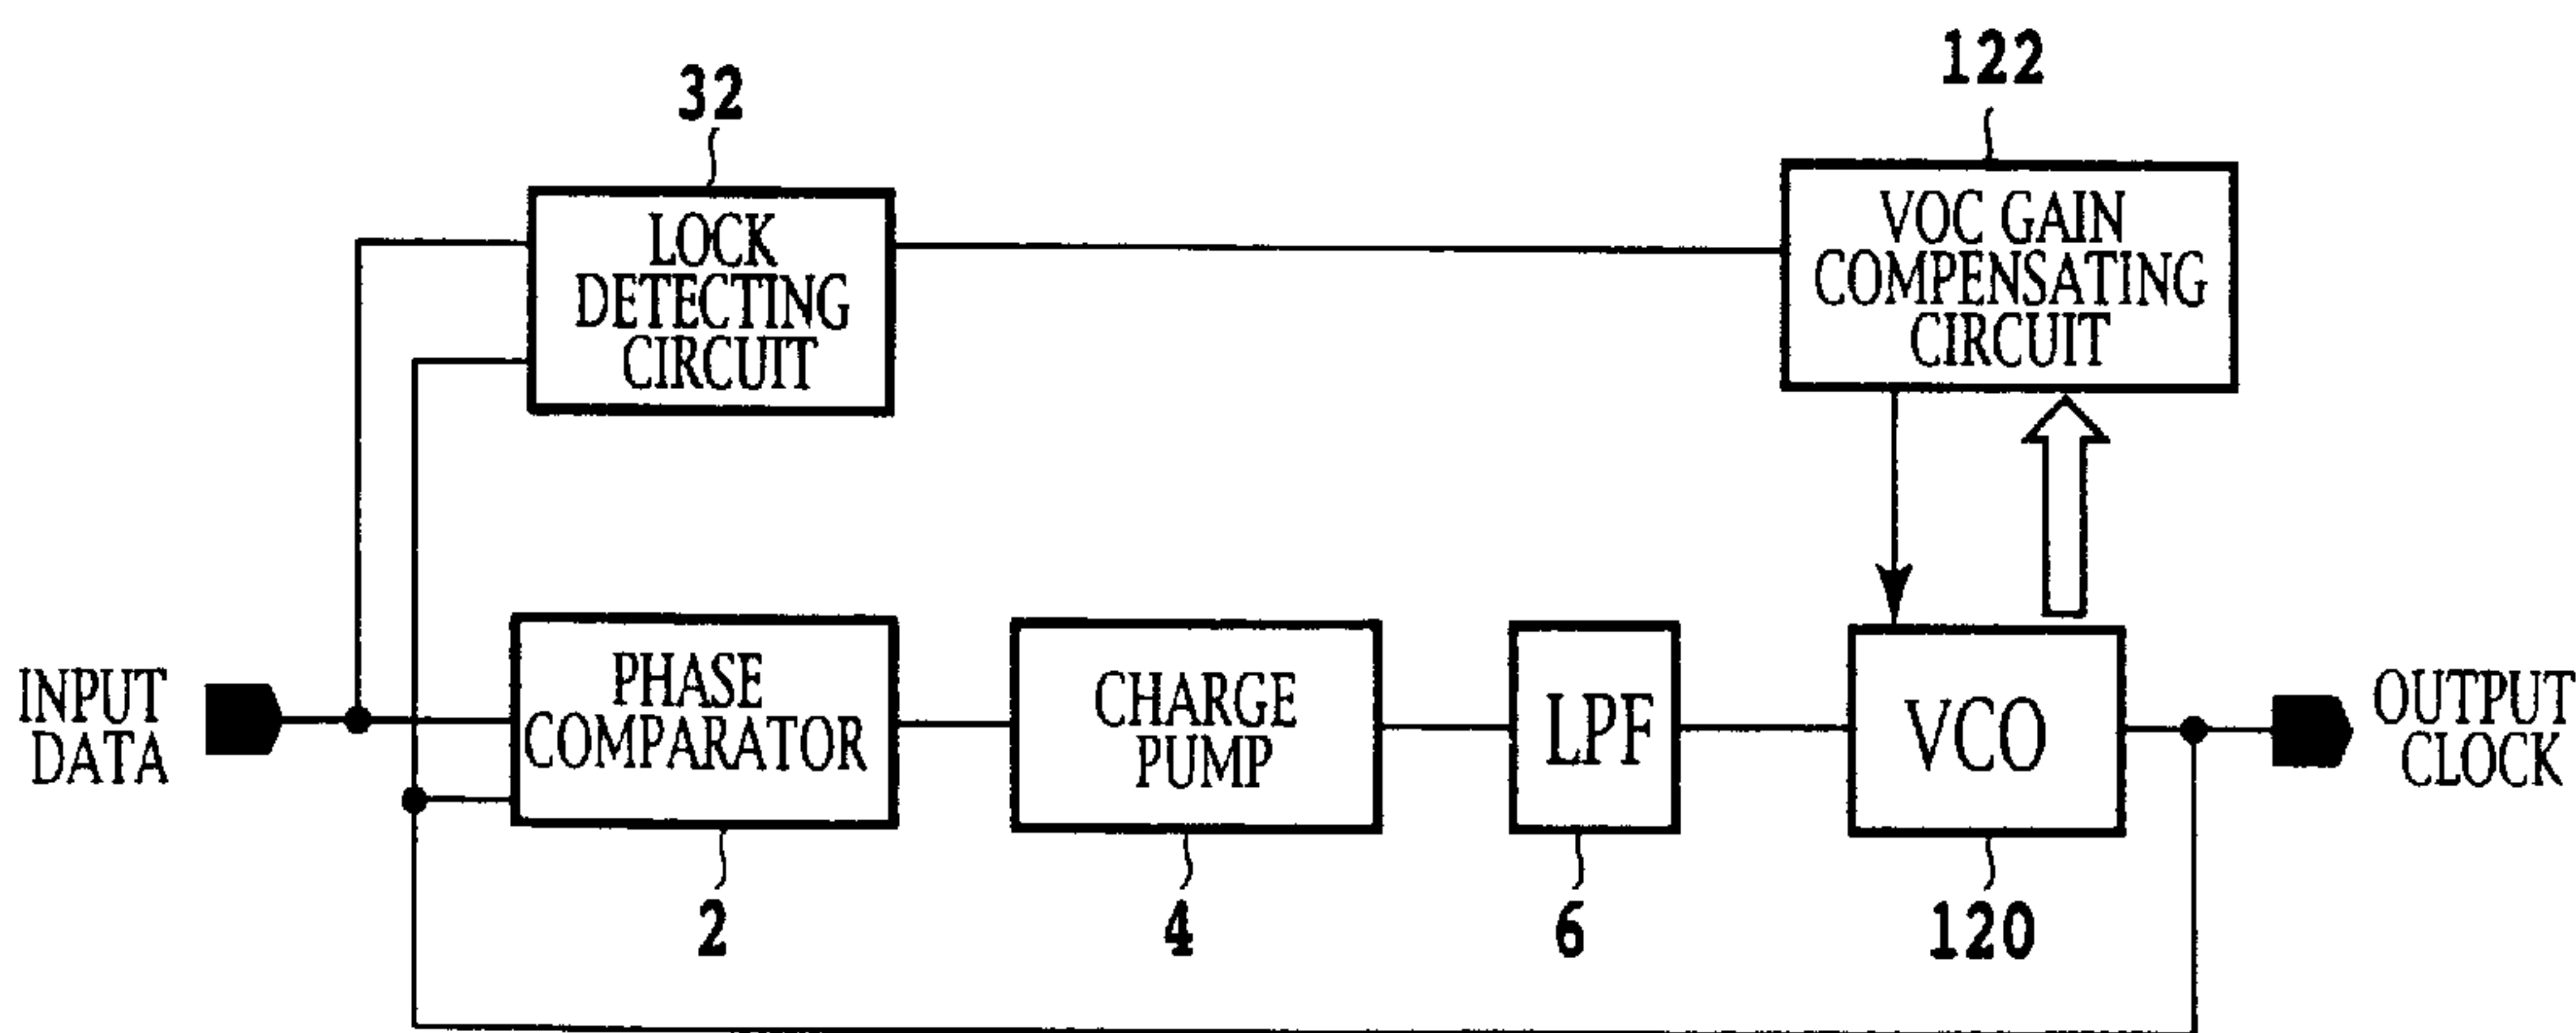 32
122
LOCK
DETECTING
CIRCUIT
VOC GAIN
COMPENSATING
CIRCUIT
INPUT
DATA
PHASE
COMPARATOR
CHARGE
PUMP
LPF
VCO
OUTPUT
CLOCK
2
4
6
120